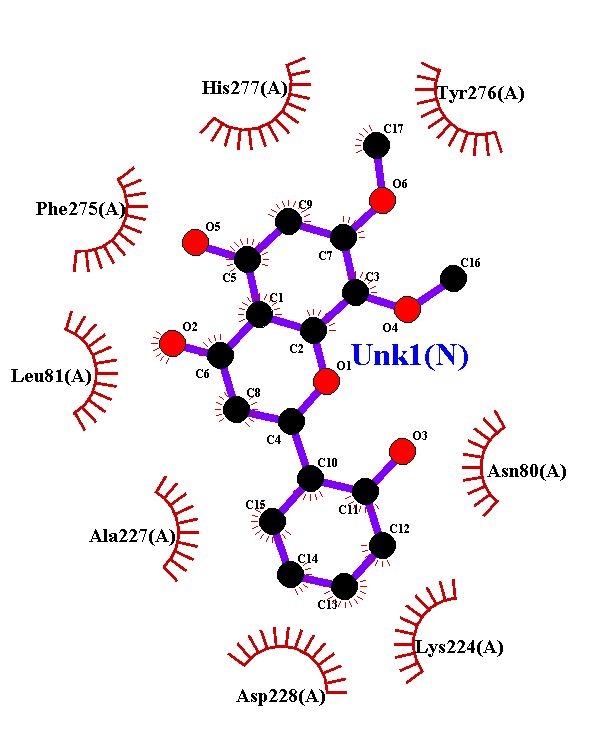 His277(A)
Tyr276(A)
C17
O6
Phe275(A)
C9
O5
C7
C5
C3
C16
C1
O4
O2
C2
Unk1(N)
C6
O1
Leu81(A)
C8
C4
O3
C10
Asn80(A)
C15
C11
C12
Ala227(A)
C14
C13
Lys224(A)
Asp228(A)